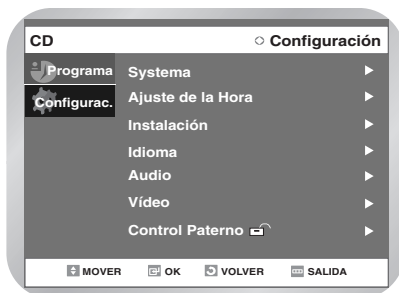 CD Configuración
Programa
Configurac.
Systema
Ajuste de la Hora
Instalación
Idioma
Audio
Vídeo
Control Paterno
MOVER OK VOLVER SALIDA